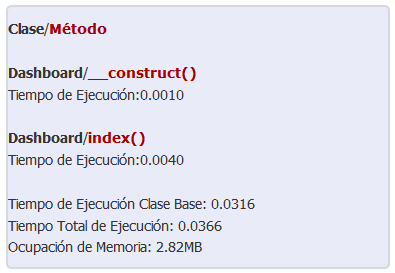 Clase/Método
Dashboard/__construct()
Tiempo de Ejecución:0.0010
Dashboard/index()
Tiempo de Ejecución:0.0040
Tiempo de Ejecución Clase Base: 0.0316
Tiempo Total de Ejecución: 0.0366
Ocupación de Memoria: 2.82MB